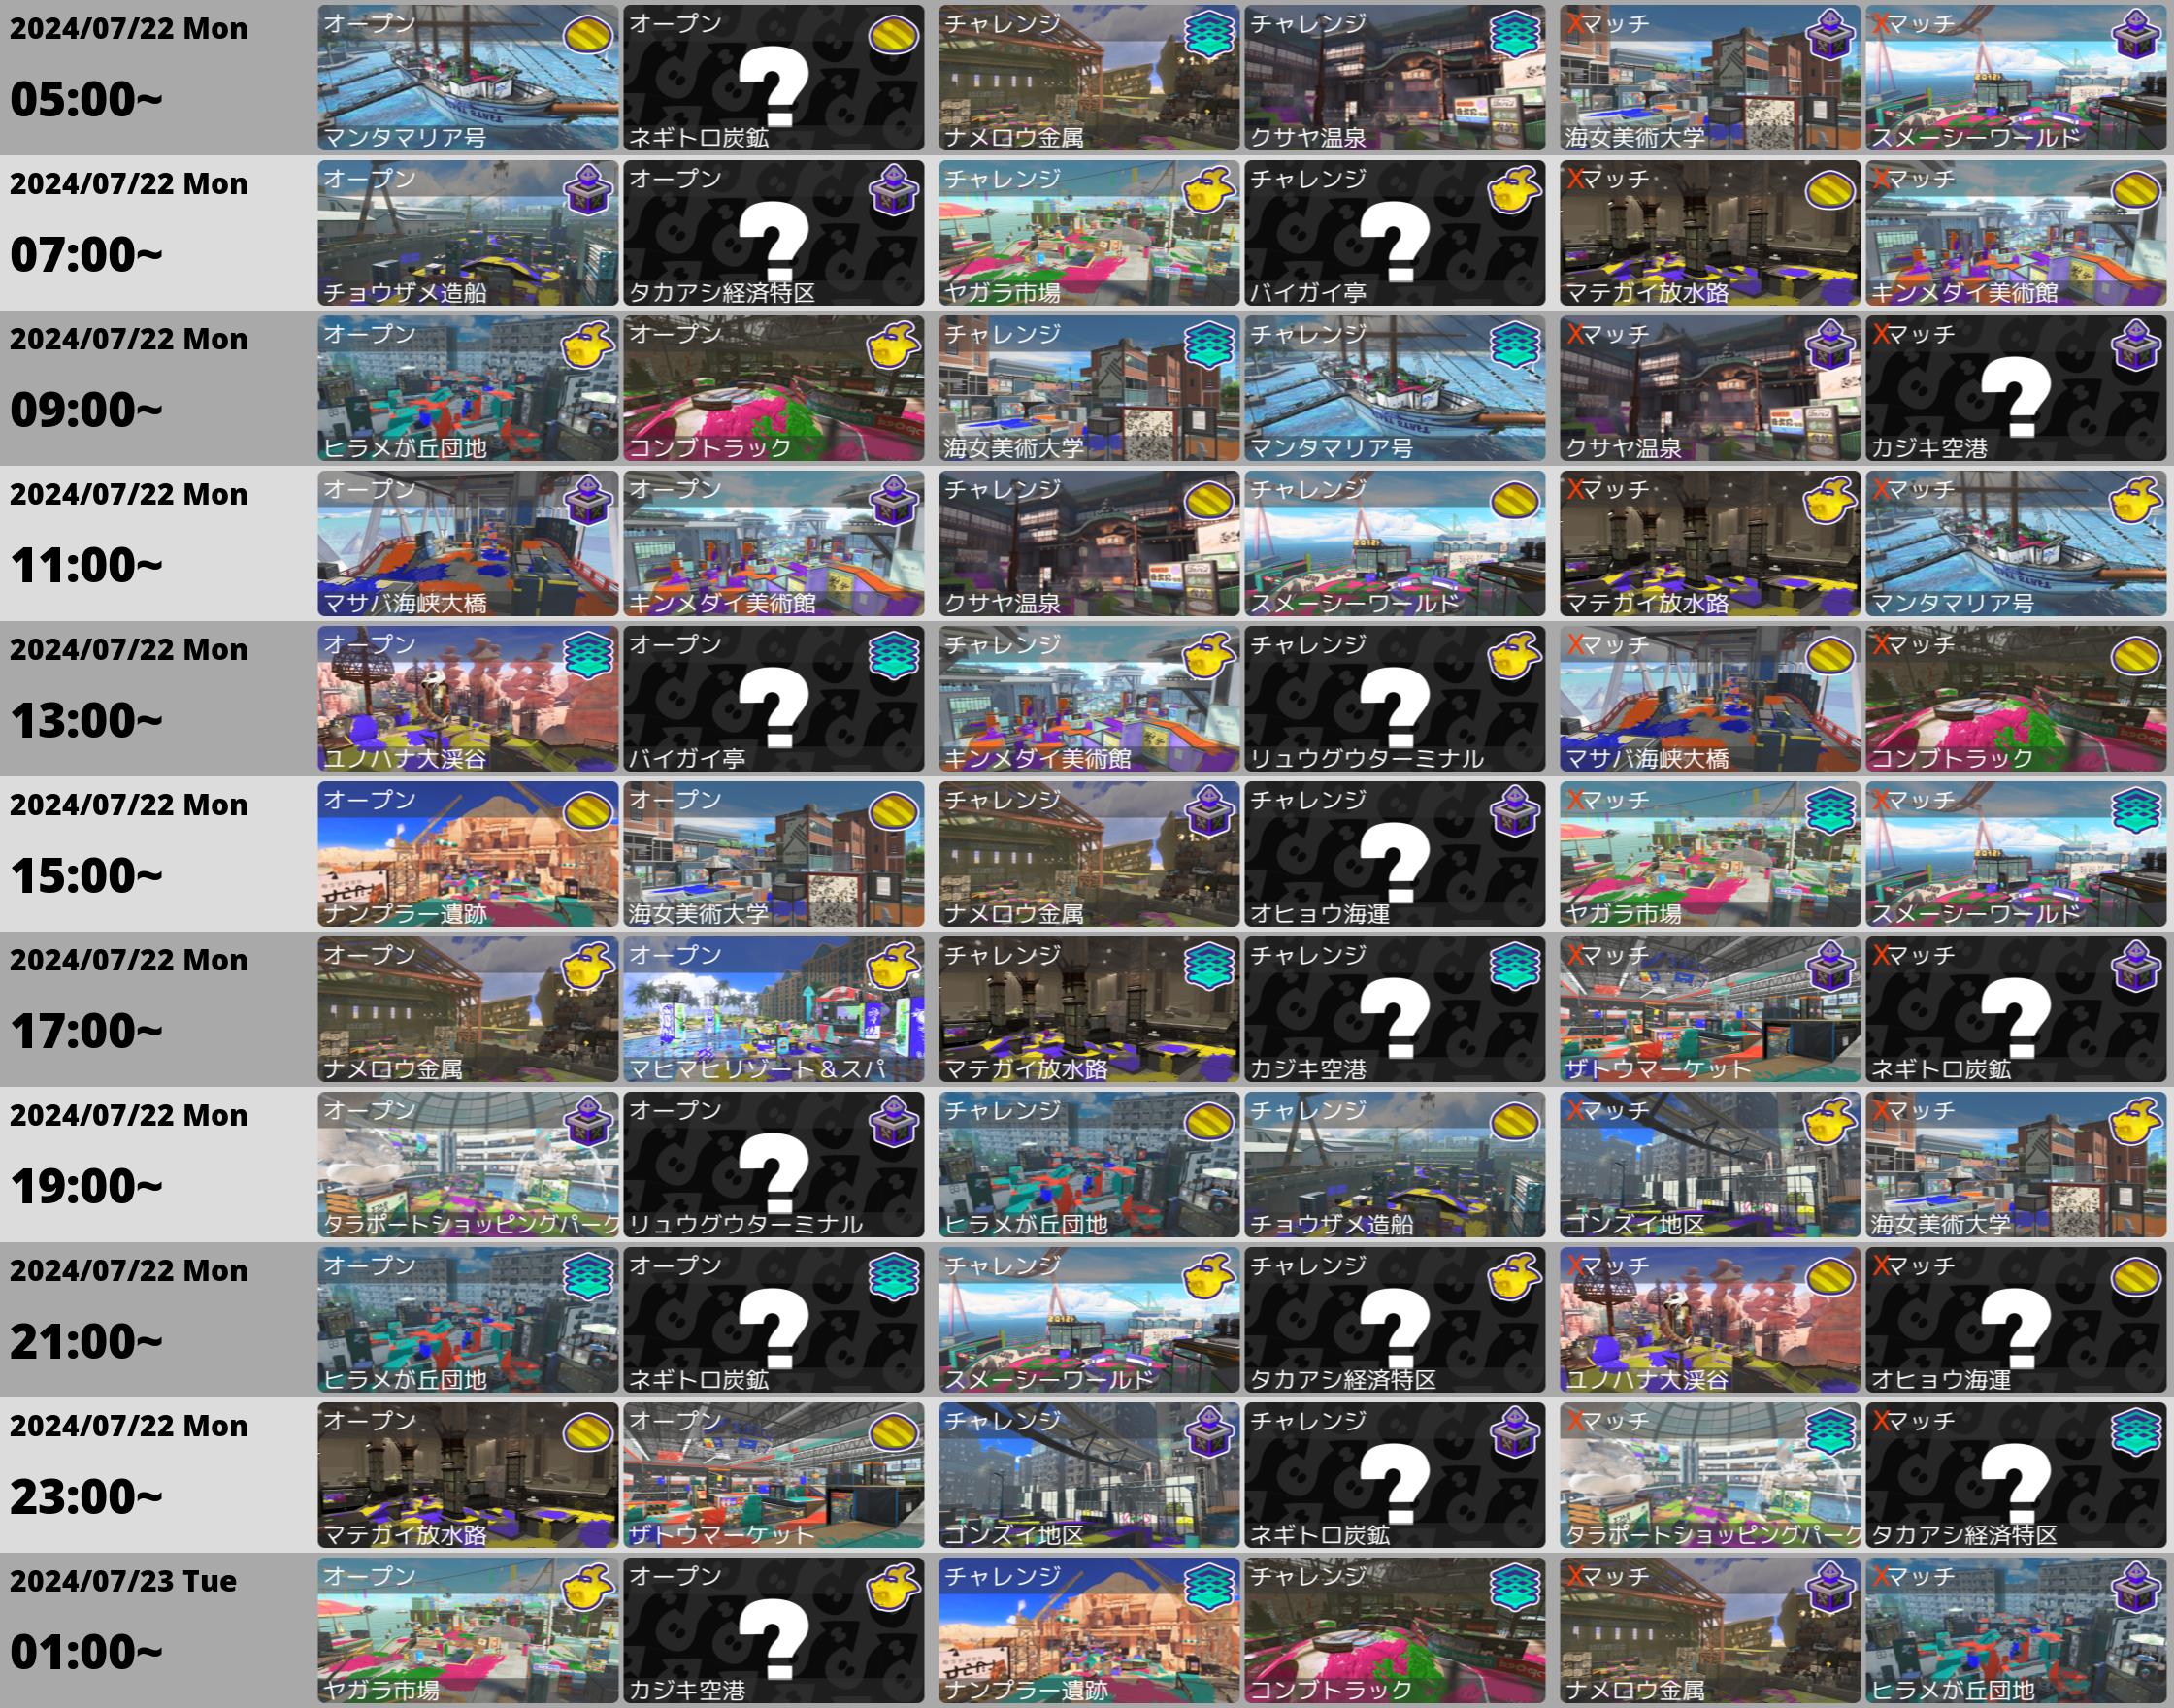 2024/07/22 Mon
05:00~
オープン
マンタマリア号
オープン
ネギトロ炭鉱
チャレンジ
ナメロウ金属
チャレンジ
クサヤ温泉
Xマッチ
海女美術大学
Xマッチ
スメーシーワールド
2024/07/22 Mon
07:00~
オープン
チョウザメ造船
オープン
タカアシ経済特区
チャレンジ
ヤガラ市場
チャレンジ
バイガイ亭
Xマッチ
マテガイ放水路
Xマッチ
キンメダイ美術館
2024/07/22 Mon
09:00~
オープン
ヒラメが丘団地
オープン
コンブトラック
チャレンジ
海女美術大学
チャレンジ
マンタマリア号
Xマッチ
クサヤ温泉
Xマッチ
カジキ空港
2024/07/22 Mon
11:00~
オープン
マサバ海峡大橋
オープン
キンメダイ美術館
チャレンジ
クサヤ温泉
チャレンジ
スメーシーワールド
Xマッチ
マテガイ放水路
Xマッチ
マンタマリア号
2024/07/22 Mon
13:00~
オープン
ユノハナ大渓谷
オープン
バイガイ亭
チャレンジ
キンメダイ美術館
チャレンジ
リュウグウターミナル
Xマッチ
マサバ海峡大橋
Xマッチ
コンブトラック
2024/07/22 Mon
15:00~
オープン
ナンプラー遺跡
オープン
海女美術大学
チャレンジ
ナメロウ金属
チャレンジ
オヒョウ海運
Xマッチ
ヤガラ市場
Xマッチ
スメーシーワールド
2024/07/22 Mon
17:00~
オープン
ナメロウ金属
オープン
マヒマヒリゾート＆スパ
チャレンジ
マテガイ放水路
チャレンジ
カジキ空港
Xマッチ
ザトウマーケット
Xマッチ
ネギトロ炭鉱
2024/07/22 Mon
19:00~
オープン
タラポートショッピングパーク
オープン
リュウグウターミナル
チャレンジ
ヒラメが丘団地
チャレンジ
チョウザメ造船
Xマッチ
ゴンズイ地区
Xマッチ
海女美術大学
2024/07/22 Mon
21:00~
オープン
ヒラメが丘団地
オープン
ネギトロ炭鉱
チャレンジ
スメーシーワールド
チャレンジ
タカアシ経済特区
Xマッチ
ユノハナ大渓谷
Xマッチ
オヒョウ海運
2024/07/22 Mon
23:00~
オープン
マテガイ放水路
オープン
ザトウマーケット
チャレンジ
ゴンズイ地区
チャレンジ
ネギトロ炭鉱
Xマッチ
タラポートショッピングパーク
Xマッチ
タカアシ経済特区
2024/07/23 Tue
01:00~
オープン
ヤガラ市場
オープン
カジキ空港
チャレンジ
ナンプラー遺跡
チャレンジ
コンブトラック
Xマッチ
ナメロウ金属
Xマッチ
ヒラメが丘団地